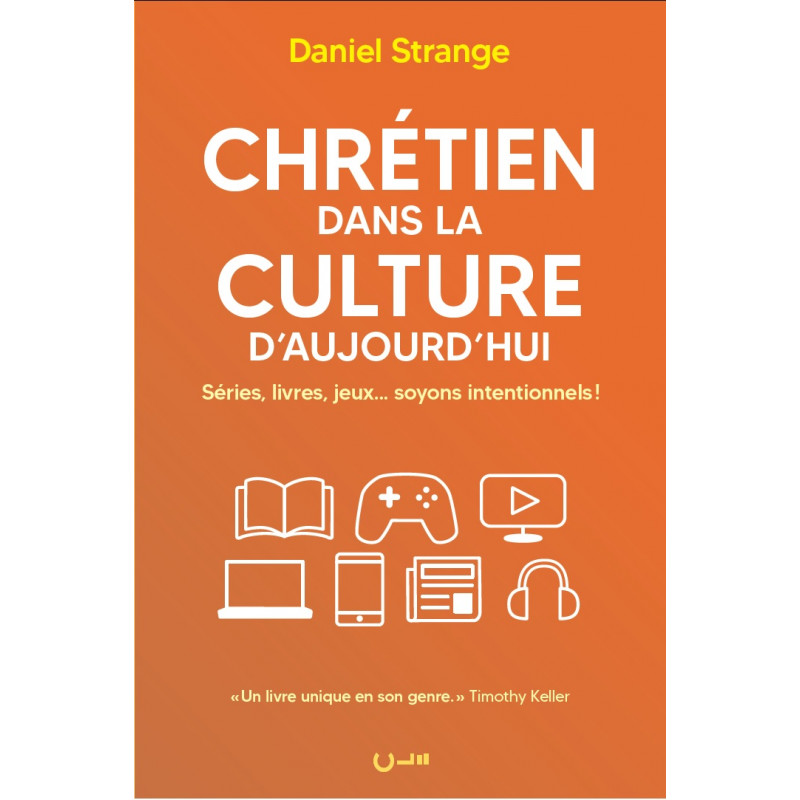 Daniel Strange
CHRÉTIEN
DANS LA
CULTURE
D'AUJOURD'HUI
Séries, livres, jeux... soyons intentionnels !
« Un livre unique en son genre. » Timothy Keller